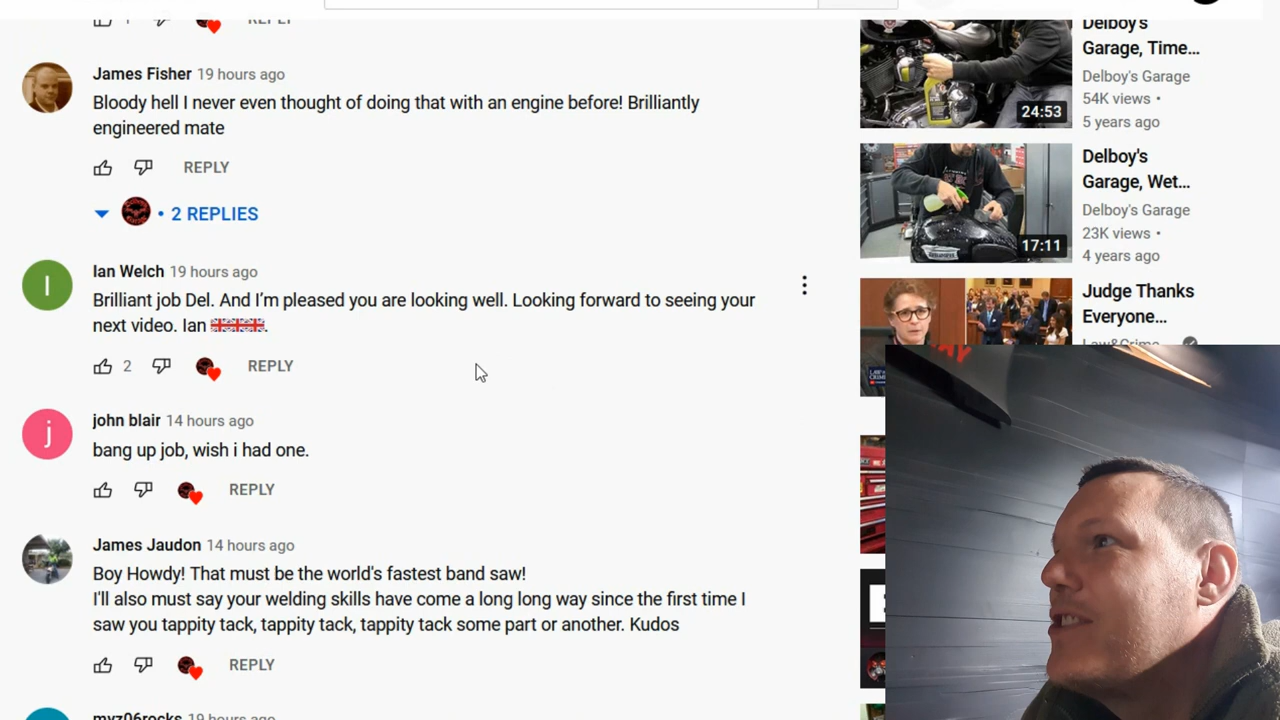 REPLY
James Fisher 19 hours ago
Bloody hell I never even thought of doing that with an engine before! Brilliantly
engineered mate
REPLY
• 2 REPLIES
I
Ian Welch 19 hours ago
Brilliant job Del. And I'm pleased you are looking well. Looking forward to seeing your
next video. Ian 🇬🇧🇬🇧🇬🇧.
2
REPLY
j
john blair 14 hours ago
bang up job, wish i had one.
REPLY
James Jaudon 14 hours ago
Boy Howdy! That must be the world's fastest band saw!
I'll also must say your welding skills have come a long long way since the first time I
saw you tappity tack, tappity tack, tappity tack some part or another. Kudos
REPLY
myz06rocks 19 hours ago
Delboy's
Garage, Time...
Delboy's Garage
54K views •
5 years ago
24:53
Delboy's
Garage, Wet...
Delboy's Garage
23K views •
4 years ago
17:11
Judge Thanks
Everyone...
Law&Crime